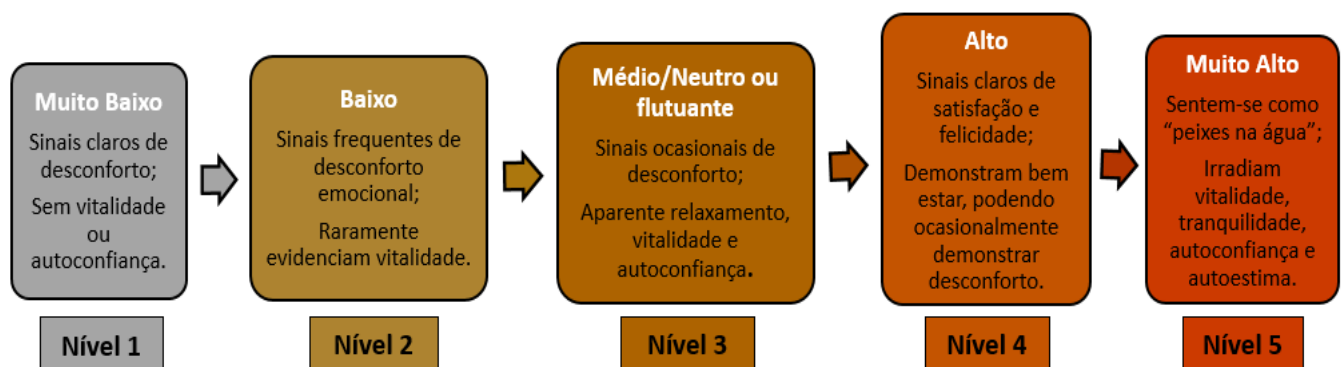 Muito Baixo
Sinais claros de
desconforto;
Sem vitalidade
ou
autoconfiança.
Nível 1
Baixo
Sinais frequentes de
desconforto
emocional;
Raramente
evidenciam vitalidade.
Nível 2
Médio/Neutro ou
flutuante
Sinais ocasionais de
desconforto;
Aparente relaxamento,
vitalidade e
autoconfiança.
Nível 3
Alto
Sinais claros de
satisfação e
felicidade;
Demonstram bem
estar, podendo
ocasionalmente
demonstrar
desconforto.
Nível 4
Muito Alto
Sentem-se como
“peixes na água”;
Irradiam
vitalidade,
tranquilidade,
autoconfiança e
autoestima.
Nível 5